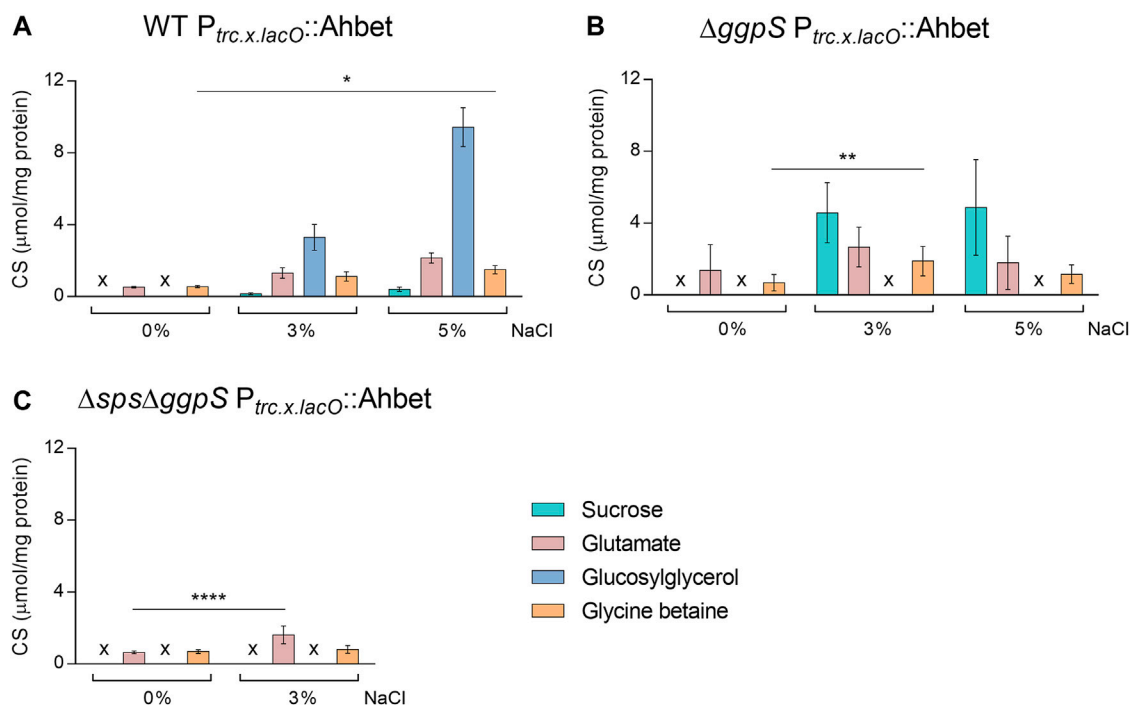 A WT Ptrc.x.lacO::Ahbet
CS (μmol/mg protein)
12
8
4
0
*
X X
0% 3% 5% NaCl
B ΔggpS Ptrc.x.lacO::Ahbet
CS (μmol/mg protein)
12
8
4
0
**
X X X X
0% 3% 5% NaCl
C ΔspsΔggpS Ptrc.x.lacO::Ahbet
CS (μmol/mg protein)
12
8
4
0
****
X X X X
0% 3% NaCl
Sucrose
Glutamate
Glucosylglycerol
Glycine betaine